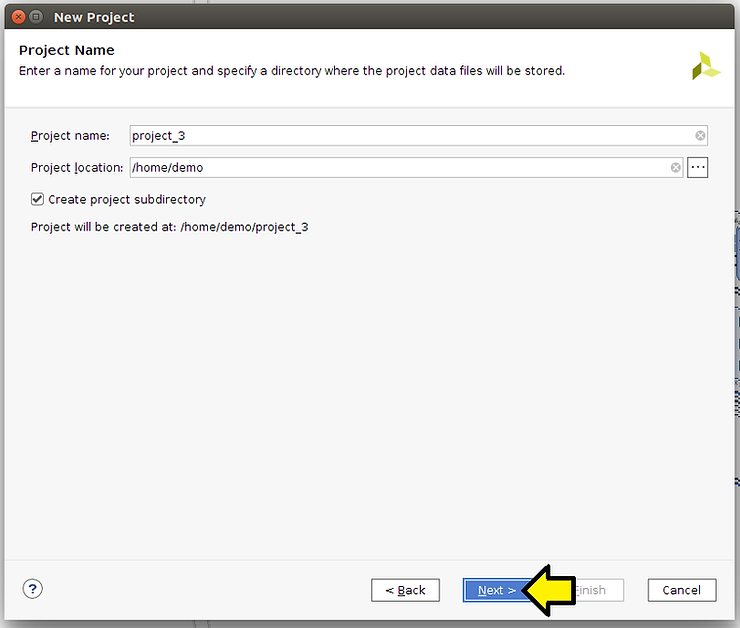 New Project
Project Name
Enter a name for your project and specify a directory where the project data files will be stored.
Project name: project_3
Project location: /home/demo ...
Create project subdirectory
Project will be created at: /home/demo/project_3
? < Back Next > Cancel